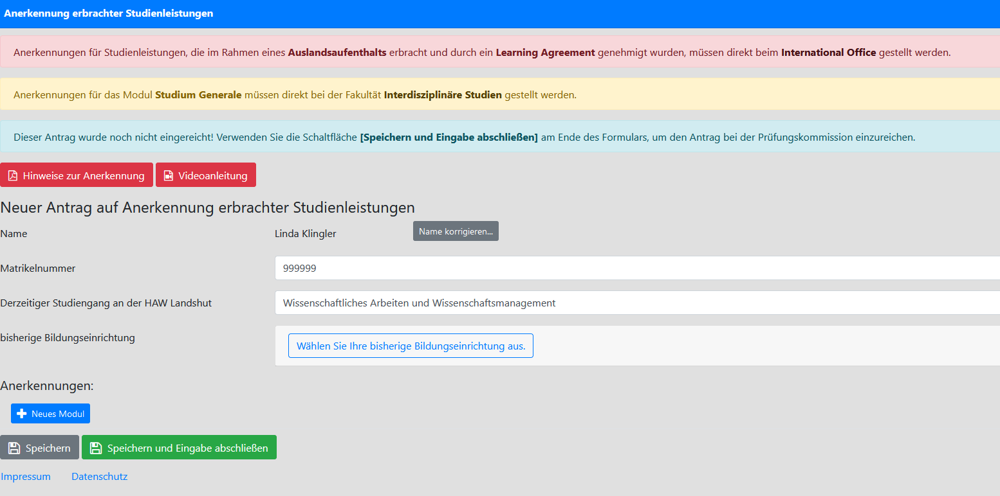 Anerkennung erbrachter Studienleistungen
Anerkennungen für Studienleistungen, die im Rahmen eines Auslandsaufenthalts erbracht und durch ein Learning Agreement genehmigt wurden, müssen direkt beim International Office gestellt werden.
Anerkennungen für das Modul Studium Generale müssen direkt bei der Fakultät Interdisziplinäre Studien gestellt werden.
Dieser Antrag wurde noch nicht eingereicht! Verwenden Sie die Schaltfläche [Speichern und Eingabe abschließen] am Ende des Formulars, um den Antrag bei der Prüfungskommission einzureichen.
Hinweise zur Anerkennung Videoanleitung
Neuer Antrag auf Anerkennung erbrachter Studienleistungen
Name Linda Klingler Name korrigieren...
Matrikelnummer 999999
Derzeitiger Studiengang an der HAW Landshut Wissenschaftliches Arbeiten und Wissenschaftsmanagement
bisherige Bildungseinrichtung Wählen Sie Ihre bisherige Bildungseinrichtung aus.
Anerkennungen:
Neues Modul
Speichern Speichern und Eingabe abschließen
Impressum Datenschutz